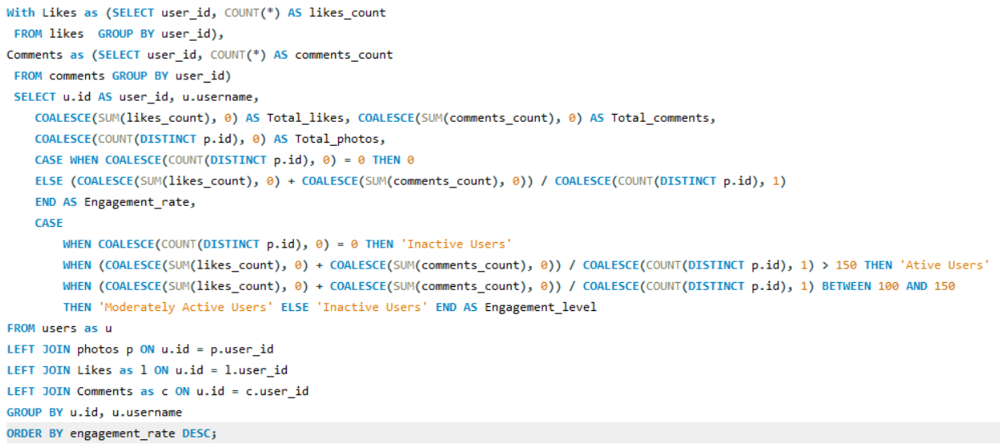 With Likes as (SELECT user_id, COUNT(*) AS likes_count
FROM likes  GROUP BY user_id),
Comments as (SELECT user_id, COUNT(*) AS comments_count
FROM comments GROUP BY user_id)
SELECT u.id AS user_id, u.username,
COALESCE(SUM(likes_count), 0) AS Total_likes, COALESCE(SUM(comments_count), 0) AS Total_comments,
COALESCE(COUNT(DISTINCT p.id), 0) AS Total_photos,
CASE WHEN COALESCE(COUNT(DISTINCT p.id), 0) = 0 THEN 0
ELSE (COALESCE(SUM(likes_count), 0) + COALESCE(SUM(comments_count), 0)) / COALESCE(COUNT(DISTINCT p.id), 1)
END AS Engagement_rate,
CASE
WHEN COALESCE(COUNT(DISTINCT p.id), 0) = 0 THEN 'Inactive Users'
WHEN (COALESCE(SUM(likes_count), 0) + COALESCE(SUM(comments_count), 0)) / COALESCE(COUNT(DISTINCT p.id), 1) > 150 THEN 'Ative Users'
WHEN (COALESCE(SUM(likes_count), 0) + COALESCE(SUM(comments_count), 0)) / COALESCE(COUNT(DISTINCT p.id), 1) BETWEEN 100 AND 150
THEN 'Moderately Active Users' ELSE 'Inactive Users' END AS Engagement_level
FROM users as u
LEFT JOIN photos p ON u.id = p.user_id
LEFT JOIN Likes as l ON u.id = l.user_id
LEFT JOIN Comments as c ON u.id = c.user_id
GROUP BY u.id, u.username
ORDER BY engagement_rate DESC;